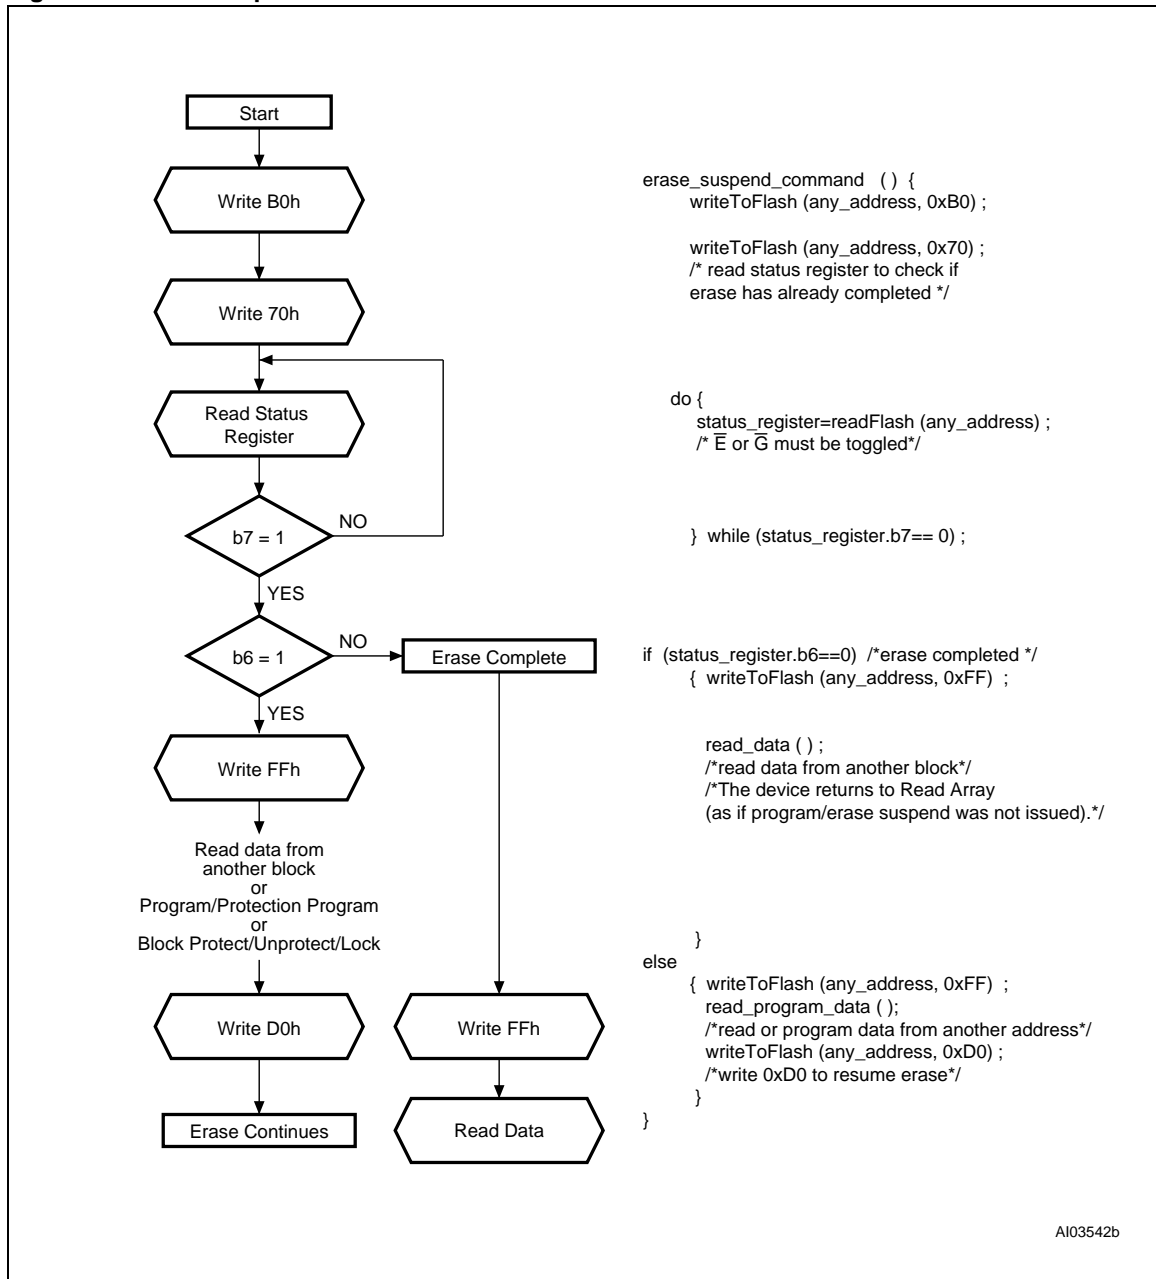 Start
Write B0h
Write 70h
Read Status
Register
b7 = 1
NO
YES
b6 = 1
NO
Erase Complete
YES
Write FFh
Read data from
another block
or
Program/Protection Program
or
Block Protect/Unprotect/Lock
Write D0h
Write FFh
Erase Continues
Read Data
erase_suspend_command ( ) {
writeToFlash (any_address, 0xB0) ;
writeToFlash (any_address, 0x70) ;
/* read status register to check if
erase has already completed */
do {
status_register=readFlash (any_address) ;
/* E̅ or G̅ must be toggled*/
} while (status_register.b7== 0) ;
if (status_register.b6==0) /*erase completed */
{ writeToFlash (any_address, 0xFF) ;
read_data ( ) ;
/*read data from another block*/
/*The device returns to Read Array
(as if program/erase suspend was not issued).*/
}
else
{ writeToFlash (any_address, 0xFF) ;
read_program_data ( );
/*read or program data from another address*/
writeToFlash (any_address, 0xD0) ;
/*write 0xD0 to resume erase*/
}
}
AI03542b